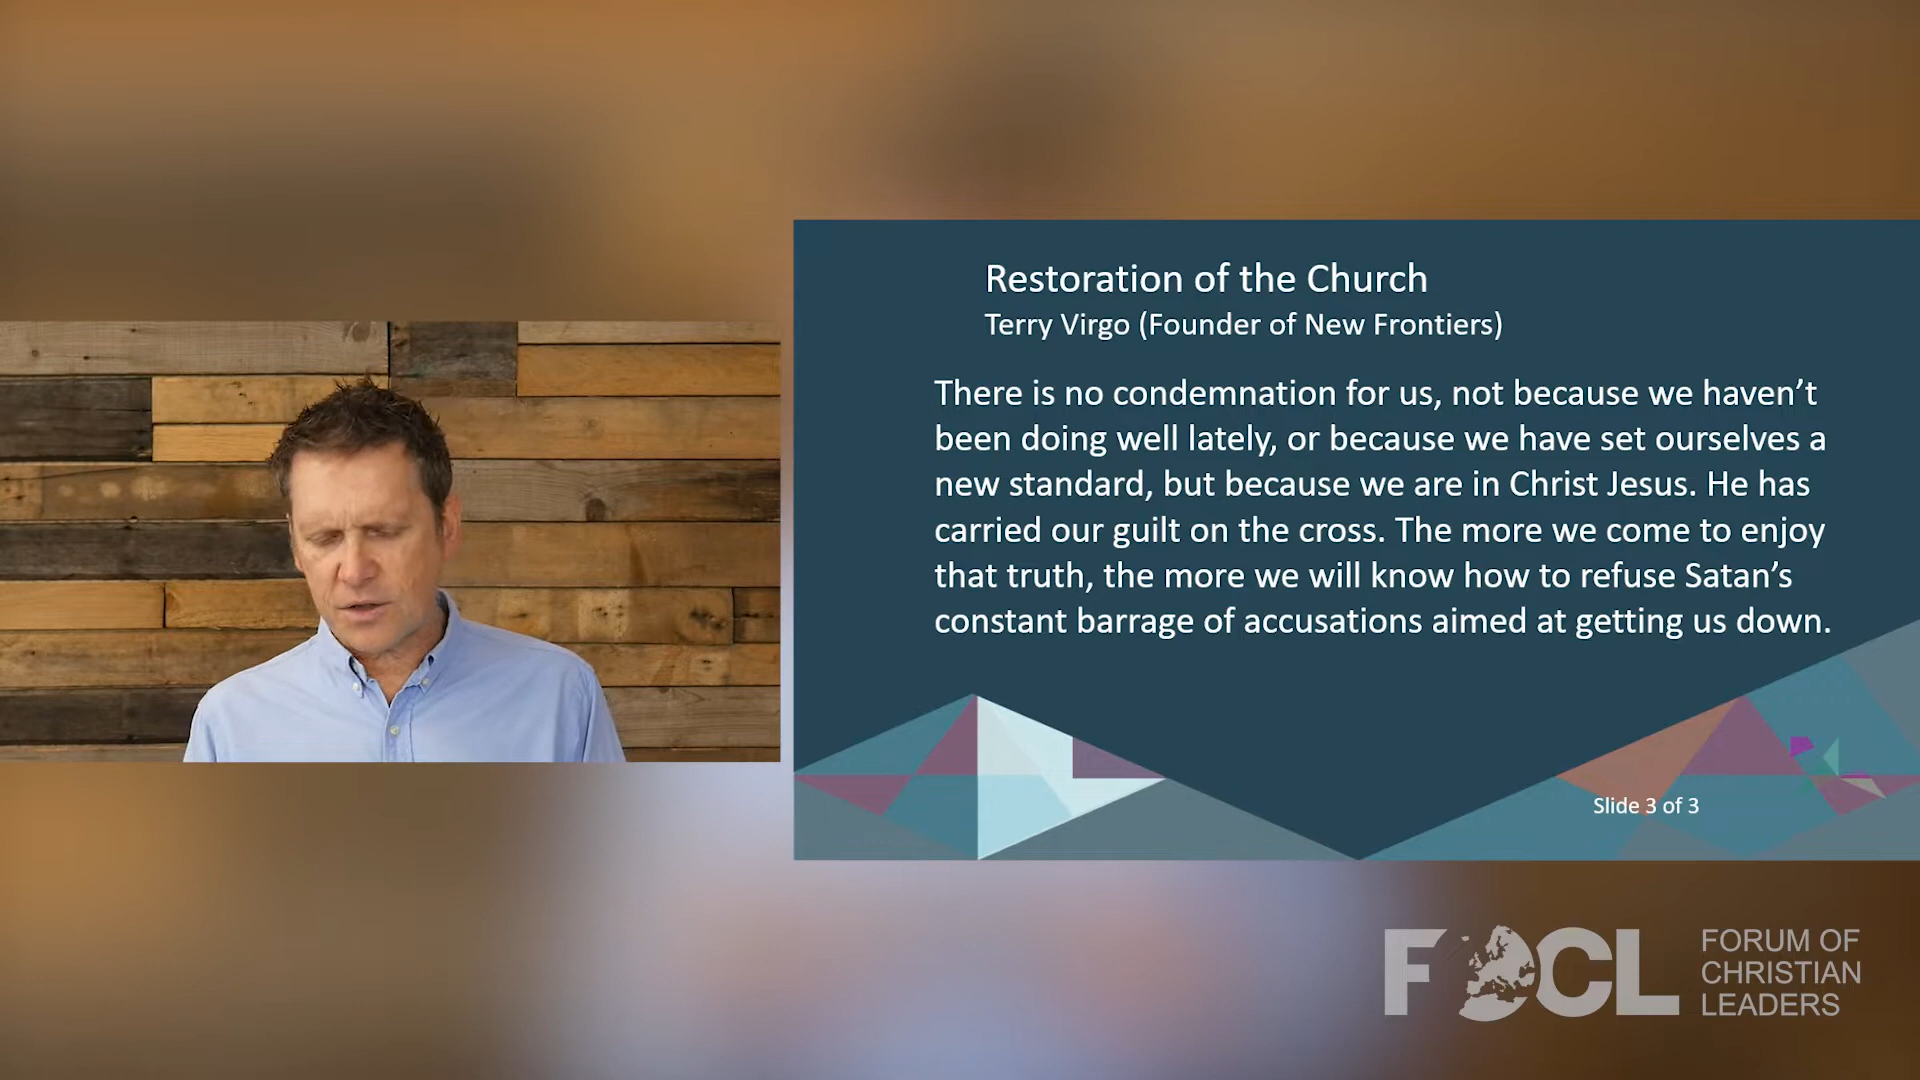 Restoration of the Church
Terry Virgo (Founder of New Frontiers)
There is no condemnation for us, not because we haven’t
been doing well lately, or because we have set ourselves a
new standard, but because we are in Christ Jesus. He has
carried our guilt on the cross. The more we come to enjoy
that truth, the more we will know how to refuse Satan’s
constant barrage of accusations aimed at getting us down.
Slide 3 of 3
FOCL
FORUM OF
CHRISTIAN
LEADERS